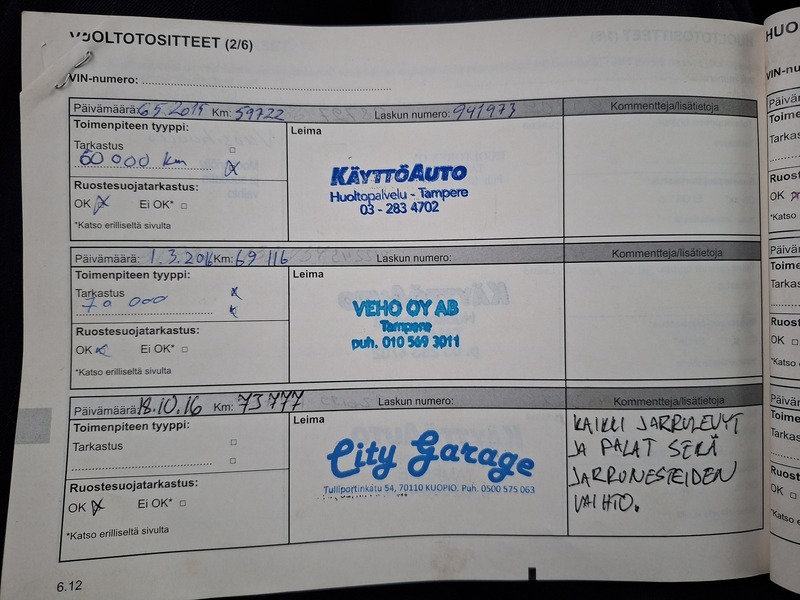 HUOLTOTOSITTEET (2/6)
VIN-numero:
Päivämäärä: 6.5.2015 Km: 59722 Laskun numero: 941973 Kommentteja/lisätietoja
Toimenpiteen tyyppi: Leima
Tarkastus
60 000 km
KÄYTTÖAUTO
Huoltopalvelu - Tampere
03 - 283 4702
Ruostesuojatarkastus:
OK Ei OK*
*Katso erilliseltä sivulta
Päivämäärä: 1.3.2016 Km: 69 116 Laskun numero: Kommentteja/lisätietoja
Toimenpiteen tyyppi: Leima
Tarkastus
70 000
VEHO OY AB
Tampere
puh. 010 569 3011
Ruostesuojatarkastus:
OK Ei OK*
*Katso erilliseltä sivulta
Päivämäärä: 18.10.16 Km: 73 777 Laskun numero: Kommentteja/lisätietoja
Toimenpiteen tyyppi: Leima
Tarkastus
City Garage
Tulliportinkatu 54, 70110 KUOPIO. Puh. 0500 575 063
KAIKKI JARRULEVYT
JA PALAT SEKÄ
JARRUNESTEIDEN
VAIHTO.
Ruostesuojatarkastus:
OK Ei OK*
*Katso erilliseltä sivulta
6.12